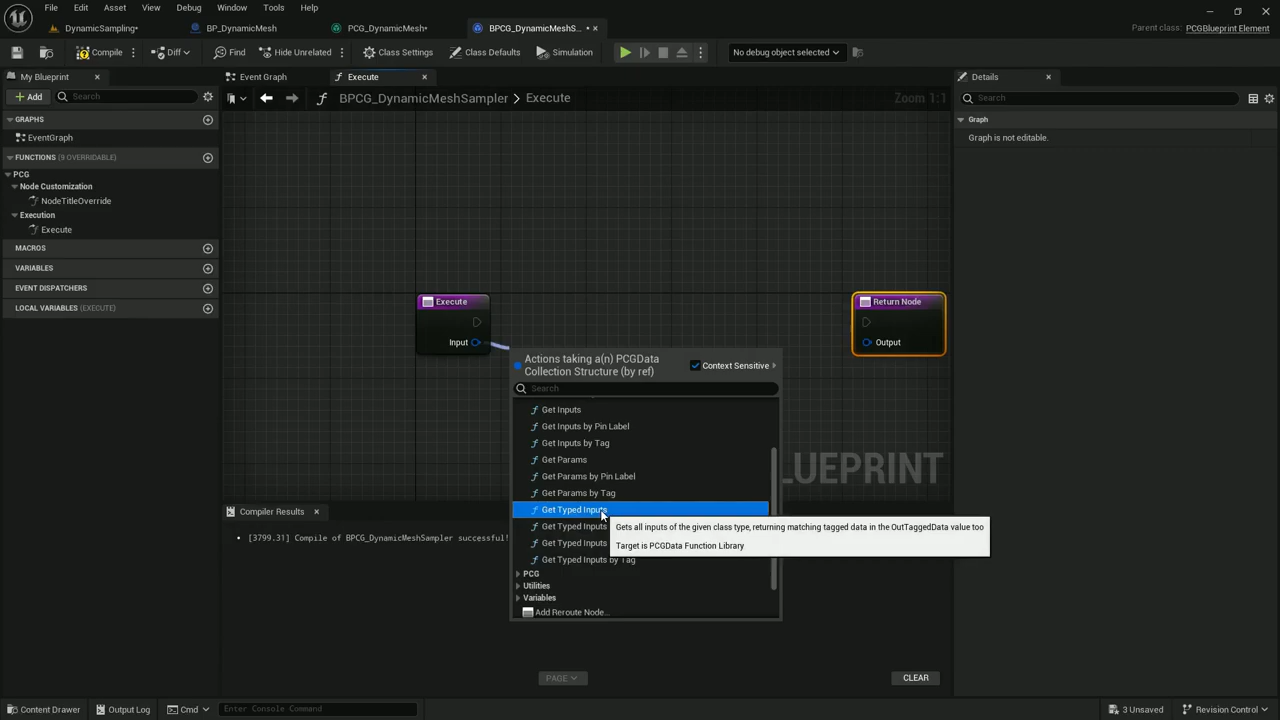 File Edit Asset View Debug Window Tools Help
DynamicSampling•
BP_DynamicMesh
PCG_DynamicMesh•
BPCG_DynamicMeshS... •
Parent class: PCGBlueprint Element
Compile
Diff
Find
Hide Unrelated
Class Settings
Class Defaults
Simulation
No debug object selected
My Blueprint
Event Graph
Execute
Details
Add
Search
BPCG_DynamicMeshSampler > Execute
Zoom 1:1
Search
GRAPHS
EventGraph
FUNCTIONS (9 OVERRIDABLE)
PCG
Node Customization
NodeTitleOverride
Execution
Execute
MACROS
VARIABLES
EVENT DISPATCHERS
LOCAL VARIABLES (EXECUTE)
Graph
Graph is not editable.
Execute
Input
Return Node
Output
Actions taking a(n) PCGData
Collection Structure (by ref)
Context Sensitive
Search
Get Inputs
Get Inputs by Pin Label
Get Inputs by Tag
Get Params
Get Params by Pin Label
Get Params by Tag
Get Typed Inputs
Get Typed Inputs
Get Typed Inputs
Get Typed Inputs by Tag
PCG
Utilities
Variables
Add Reroute Node...
Gets all inputs of the given class type, returning matching tagged data in the OutTaggedData value too
Target is PCGData Function Library
LUEPRINT
Compiler Results
[3799.31] Compile of BPCG_DynamicMeshSampler successful!
PAGE
CLEAR
Content Drawer
Output Log
Cmd
Enter Console Command
3 Unsaved
Revision Control